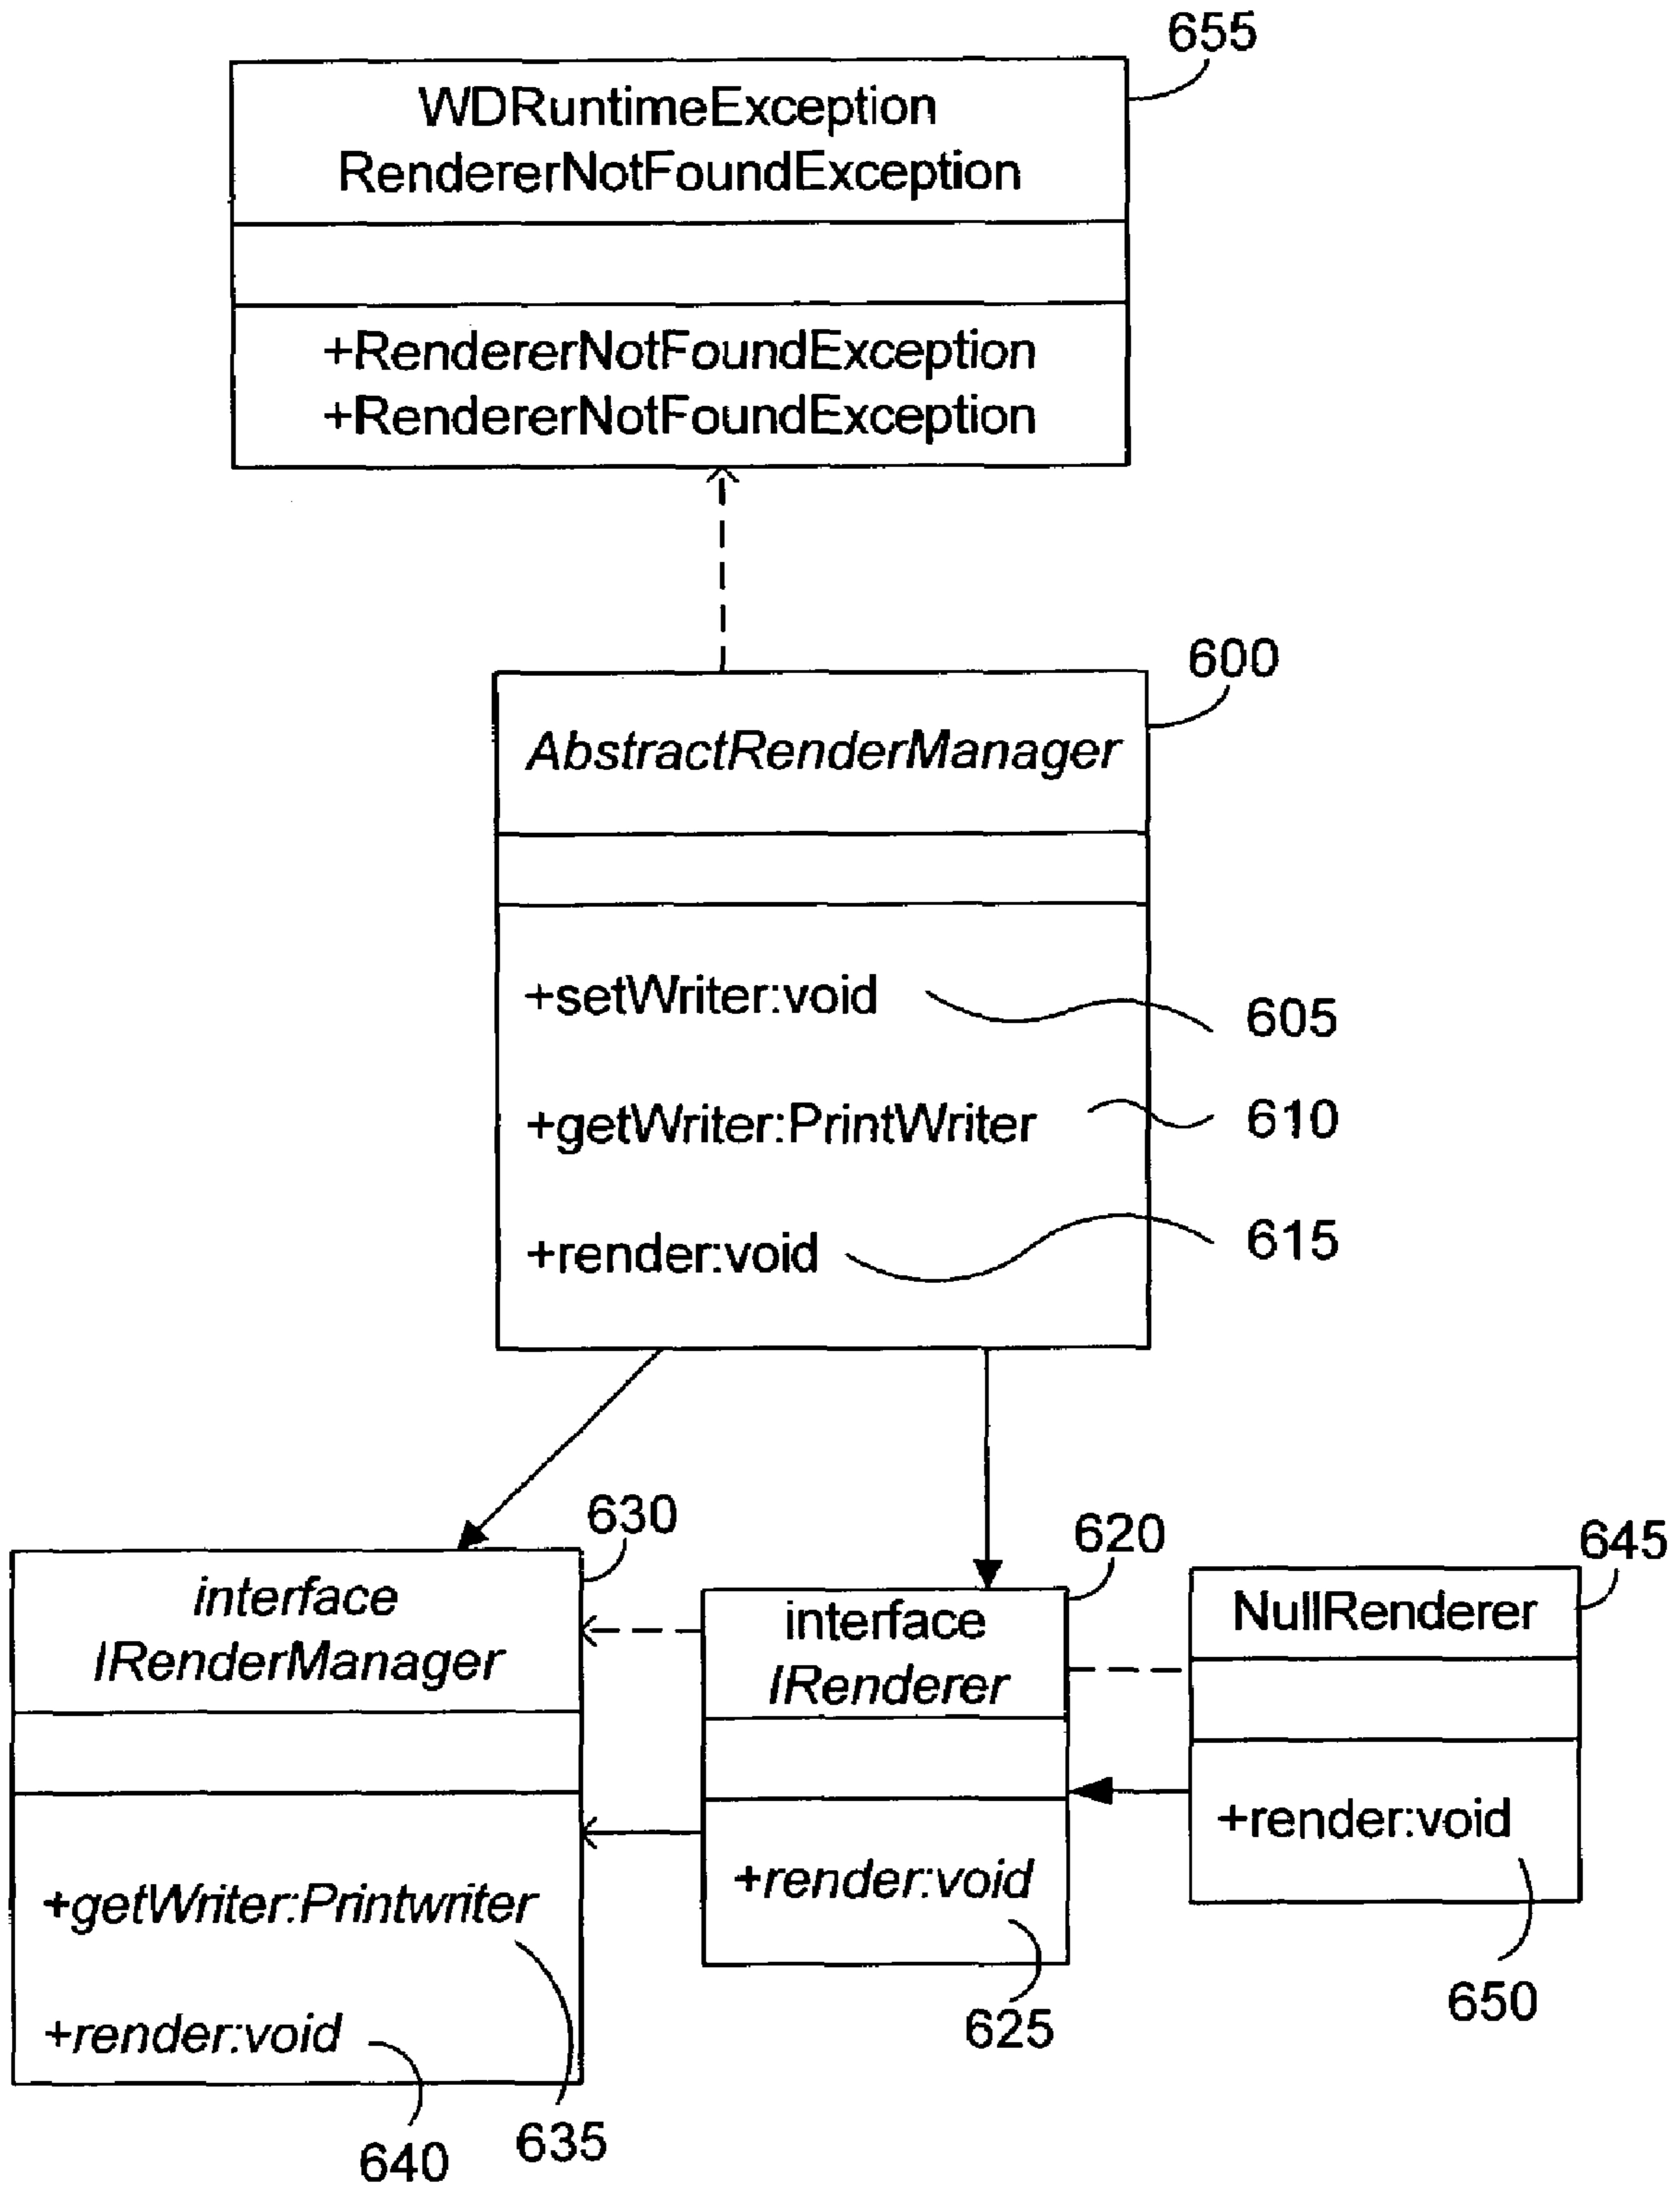 655
WDRuntimeException
RendererNotFoundException
+RendererNotFoundException
+RendererNotFoundException
600
AbstractRenderManager
+setWriter:void
605
+getWriter:PrintWriter
610
+render:void
615
630
interface
IRenderManager
+getWriter:Printwriter
+render:void
640
635
620
interface
IRenderer
+render:void
625
645
NullRenderer
+render:void
650